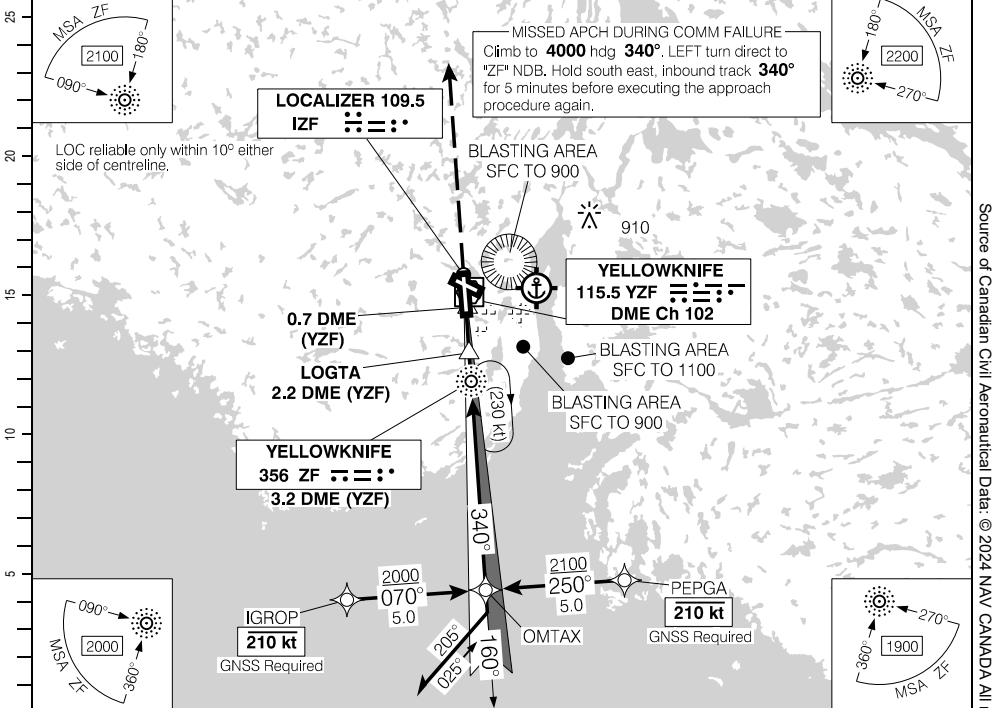 25
20
15
10
5
MSA ZF
2100
180°
090°
MISSED APCH DURING COMM FAILURE
Climb to 4000 hdg 340°. LEFT turn direct to
"ZF" NDB. Hold south east, inbound track 340°
for 5 minutes before executing the approach
procedure again.
MSA ZF
180°
2200
270°
LOCALIZER 109.5
IZF
LOC reliable only within 10° either
side of centreline.
BLASTING AREA
SFC TO 900
910
YELLOWKNIFE
115.5 YZF
DME Ch 102
0.7 DME
(YZF)
LOGTA
2.2 DME (YZF)
BLASTING AREA
SFC TO 1100
BLASTING AREA
SFC TO 900
(230 kt)
YELLOWKNIFE
356 ZF
3.2 DME (YZF)
340°
2000
070°
5.0
2100
250°
5.0
IGROP
210 kt
GNSS Required
PEPGA
210 kt
GNSS Required
OMTAX
205°
025°
160°
090°
2000
360°
MSA ZF
270°
1900
360°
MSA ZF
Source of Canadian Civil Aeronautical Data: © 2024 NAV CANADA All